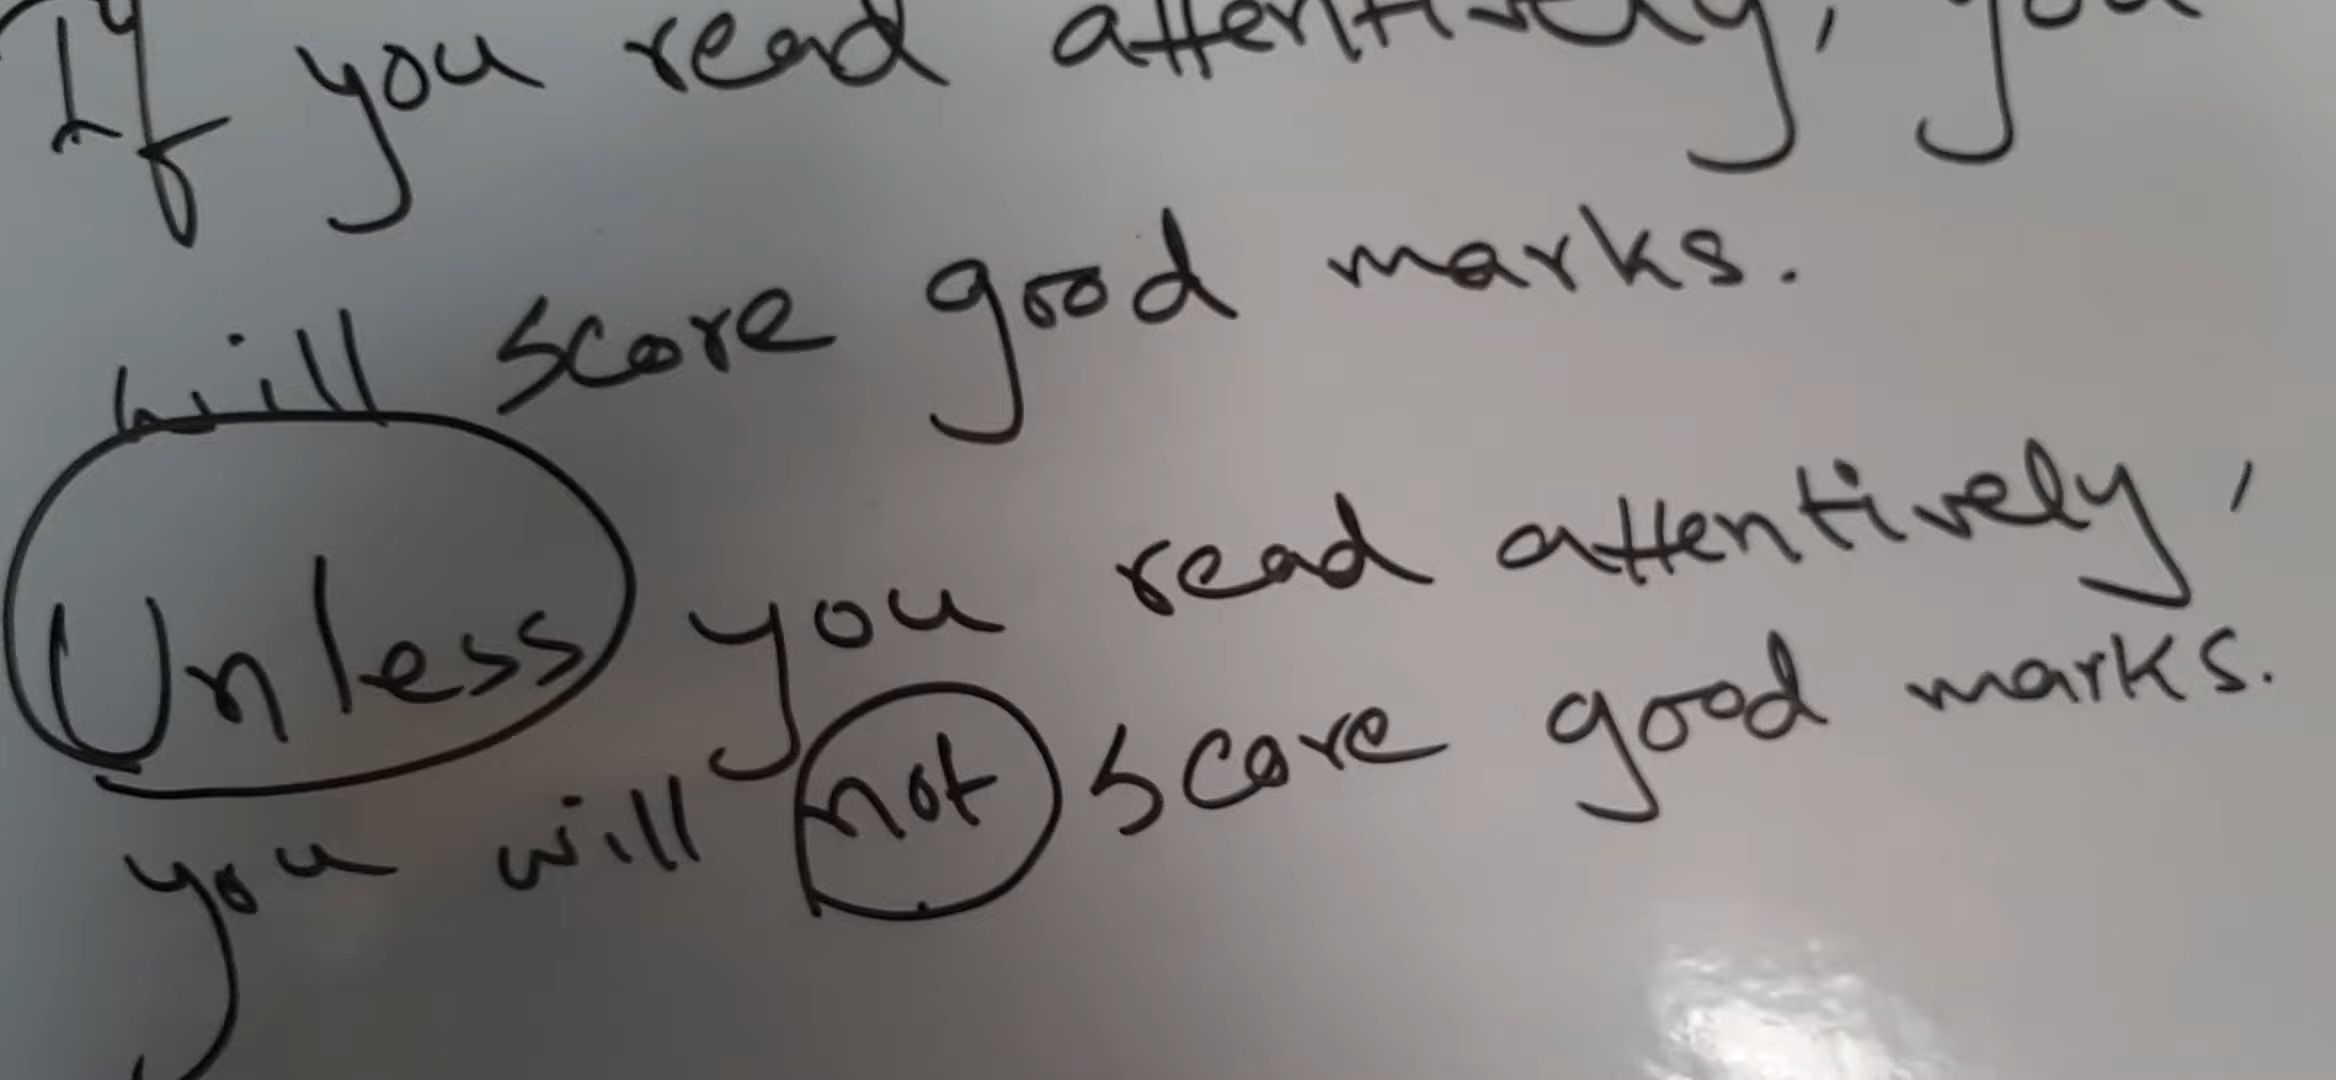 If you read attentively, you
will score good marks.
Unless you read attentively,
you will not score good marks.